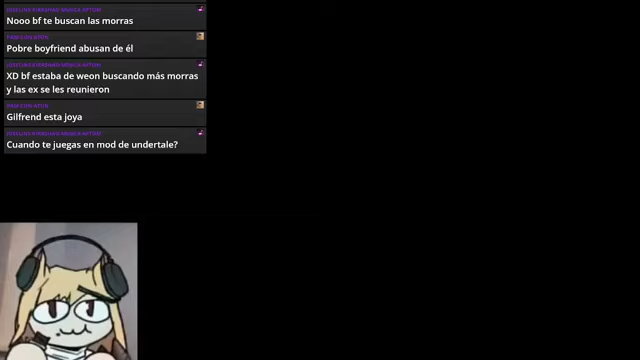 Nooo bf te buscan las morras
Pobre boyfriend abusan de él
XD bf estaba de weon buscando más morras
y las ex se les reunieron
Gilfrend esta joya
Cuando te juegas en mod de undertale?